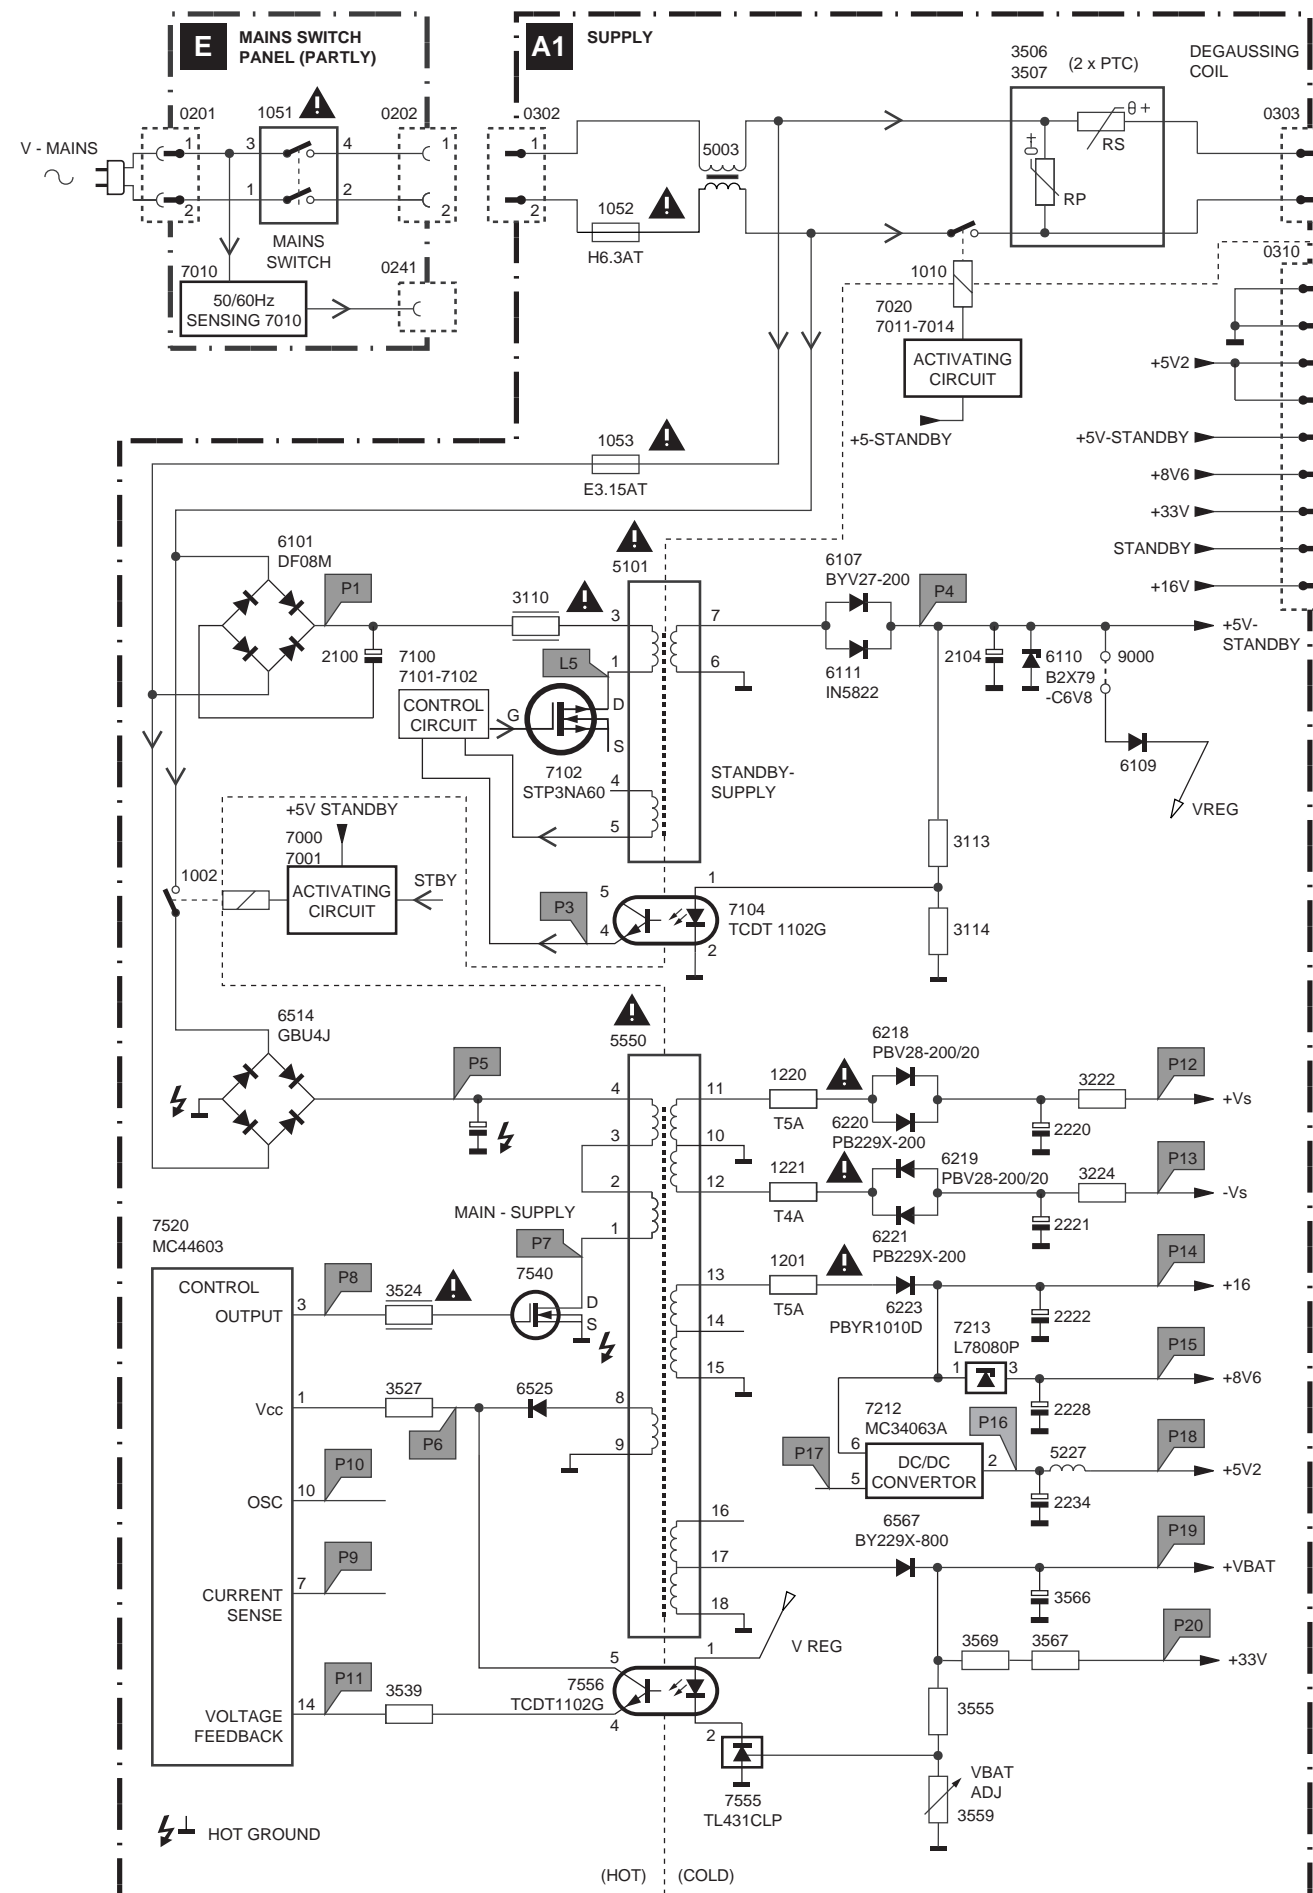 E
MAINS SWITCH
PANEL (PARTLY)
A1
SUPPLY
3506
3507
(2 x PTC)
DEGAUSSING
COIL
0201
1051
0202
0302
0303
V - MAINS
1
3
4
1
1
5003
θ +
RS
θ +
RP
2
1
2
2
2
1052
H6.3AT
MAINS
SWITCH
7010
0241
50/60Hz
SENSING 7010
1010
0310
7020
7011-7014
ACTIVATING
CIRCUIT
+5-STANDBY
+5V2
+5V-STANDBY
+8V6
+33V
STANDBY
+16V
1053
E3.15AT
6101
DF08M
P1
2100
3110
5101
3
1
7
6
L5
7100
7101-7102
CONTROL
CIRCUIT
G
D
S
7102
STP3NA60
4
5
STANDBY-
SUPPLY
6107
BYV27-200
6111
IN5822
P4
2104
6110
B2X79
-C6V8
9000
+5V-
STANDBY
6109
VREG
3113
3114
+5V STANDBY
7000
7001
1002
ACTIVATING
CIRCUIT
STBY
P3
5
4
1
2
7104
TCDT 1102G
6514
GBU4J
P5
5550
4
3
2
1
11
10
12
1220
T5A
6218
PBV28-200/20
6220
PB229X-200
2220
3222
P12
+Vs
1221
T4A
6219
PBV28-200/20
6221
PB229X-200
2221
3224
P13
-Vs
MAIN - SUPPLY
P7
7540
D
S
7520
MC44603
CONTROL
OUTPUT
3
P8
3524
13
14
15
1201
T5A
6223
PBYR1010D
2222
P14
+16
7213
L78080P
1
3
P15
+8V6
2228
Vcc
1
3527
P6
6525
8
9
7212
MC34063A
6
5
DC/DC
CONVERTOR
2
P17
P16
5227
P18
+5V2
2234
OSC
10
P10
16
17
18
6567
BY229X-800
P19
+VBAT
3566
CURRENT
SENSE
7
P9
V REG
3569
3567
P20
+33V
VOLTAGE
FEEDBACK
14
P11
3539
5
4
1
2
7556
TCDT1102G
7555
TL431CLP
3555
VBAT
ADJ
3559
HOT GROUND
(HOT)
(COLD)